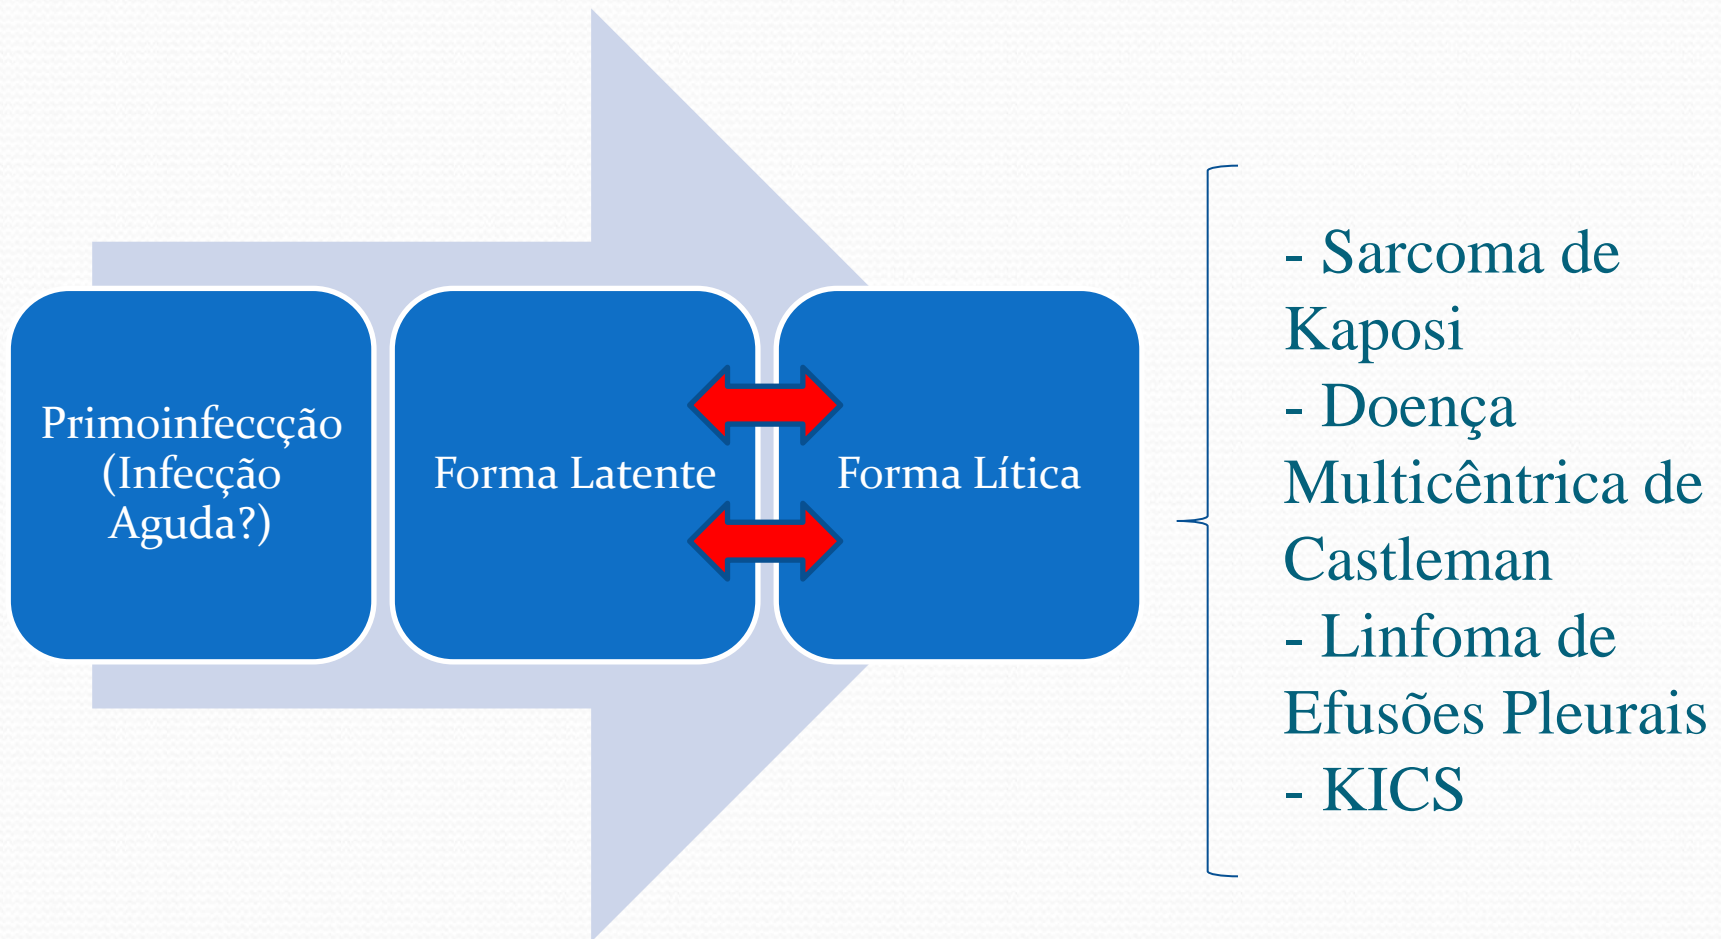 Primoinfeccção
(Infecção
Aguda?)
Forma Latente
Forma Lítica
- Sarcoma de
Kaposi
- Doença
Multicêntrica de
Castleman
- Linfoma de
Efusões Pleurais
- KICS